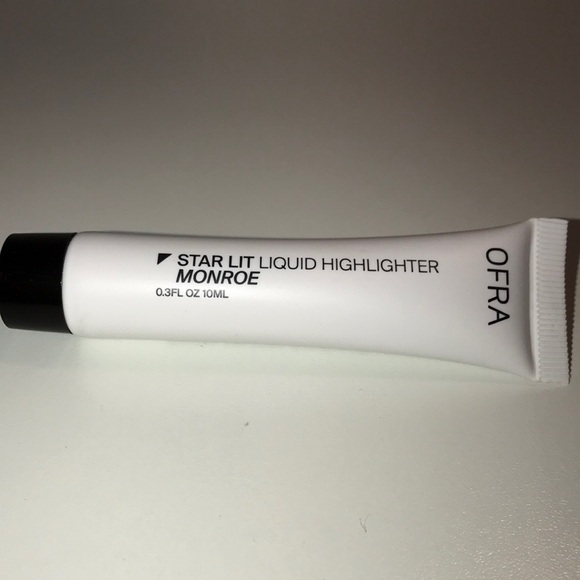 STAR LIT LIQUID HIGHLIGHTER
MONROE
0.3FL OZ 10ML
OFRA